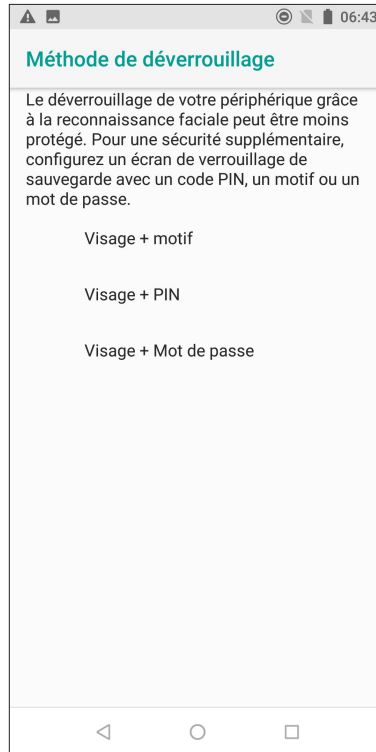 06:43
Méthode de déverrouillage
Le déverrouillage de votre périphérique grâce
à la reconnaissance faciale peut être moins
protégé. Pour une sécurité supplémentaire,
configurez un écran de verrouillage de
sauvegarde avec un code PIN, un motif ou un
mot de passe.
Visage + motif
Visage + PIN
Visage + Mot de passe